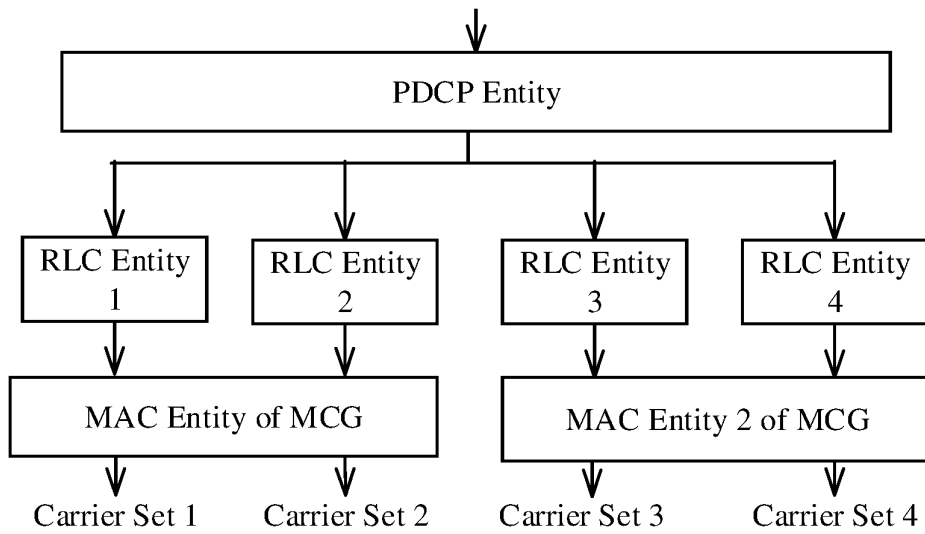 PDCP Entity
RLC Entity
1
RLC Entity
2
RLC Entity
3
RLC Entity
4
MAC Entity of MCG
MAC Entity 2 of MCG
Carrier Set 1
Carrier Set 2
Carrier Set 3
Carrier Set 4